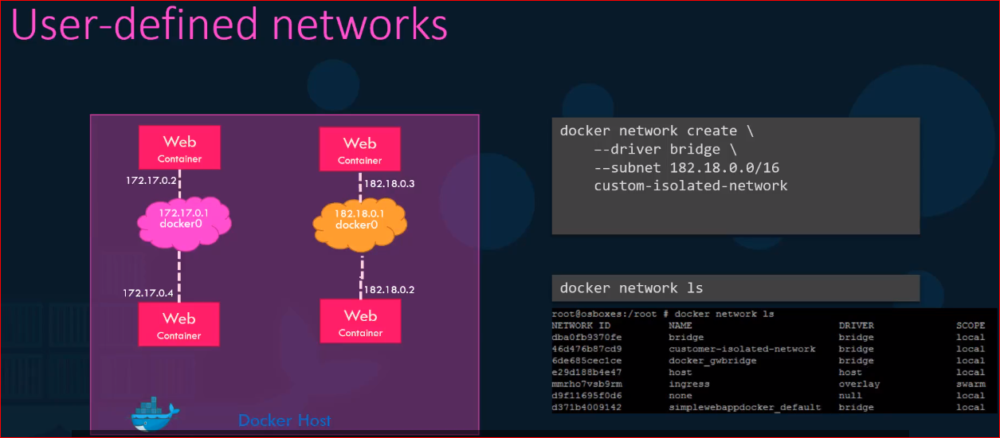 User-defined networks
Web
Container
Web
Container
172.17.0.2
182.18.0.3
172.17.0.1
docker0
182.18.0.1
docker0
172.17.0.4
182.18.0.2
Web
Container
Web
Container
Docker Host
docker network create \
--driver bridge \
--subnet 182.18.0.0/16
custom-isolated-network
docker network ls
root@osboxes:/root # docker network ls
NETWORK ID NAME DRIVER SCOPE
dba0fb9370fe bridge bridge local
46d476b87cd9 customer-isolated-network bridge local
6de685cec1ce docker_gwbridge bridge local
e29d188b4e47 host host local
mmrho7vsb9rm ingress overlay swarm
d9f11695f0d6 none null local
d371b4009142 simplewebappdocker_default bridge local